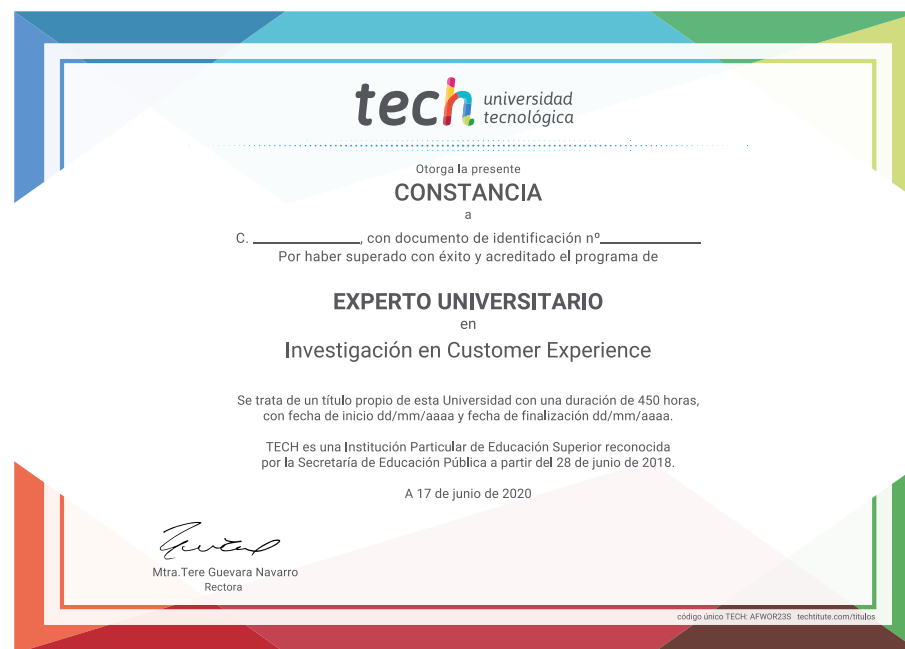 tech universidad
tecnológica
Otorga la presente
CONSTANCIA
a
C. ____________, con documento de identificación nº____________
Por haber superado con éxito y acreditado el programa de
EXPERTO UNIVERSITARIO
en
Investigación en Customer Experience
Se trata de un título propio de esta Universidad con una duración de 450 horas,
con fecha de inicio dd/mm/aaaa y fecha de finalización dd/mm/aaaa.
TECH es una Institución Particular de Educación Superior reconocida
por la Secretaría de Educación Pública a partir del 28 de junio de 2018.
A 17 de junio de 2020
Mtra.Tere Guevara Navarro
Rectora
código único TECH: AFWOR23S techtitute.com/titulos